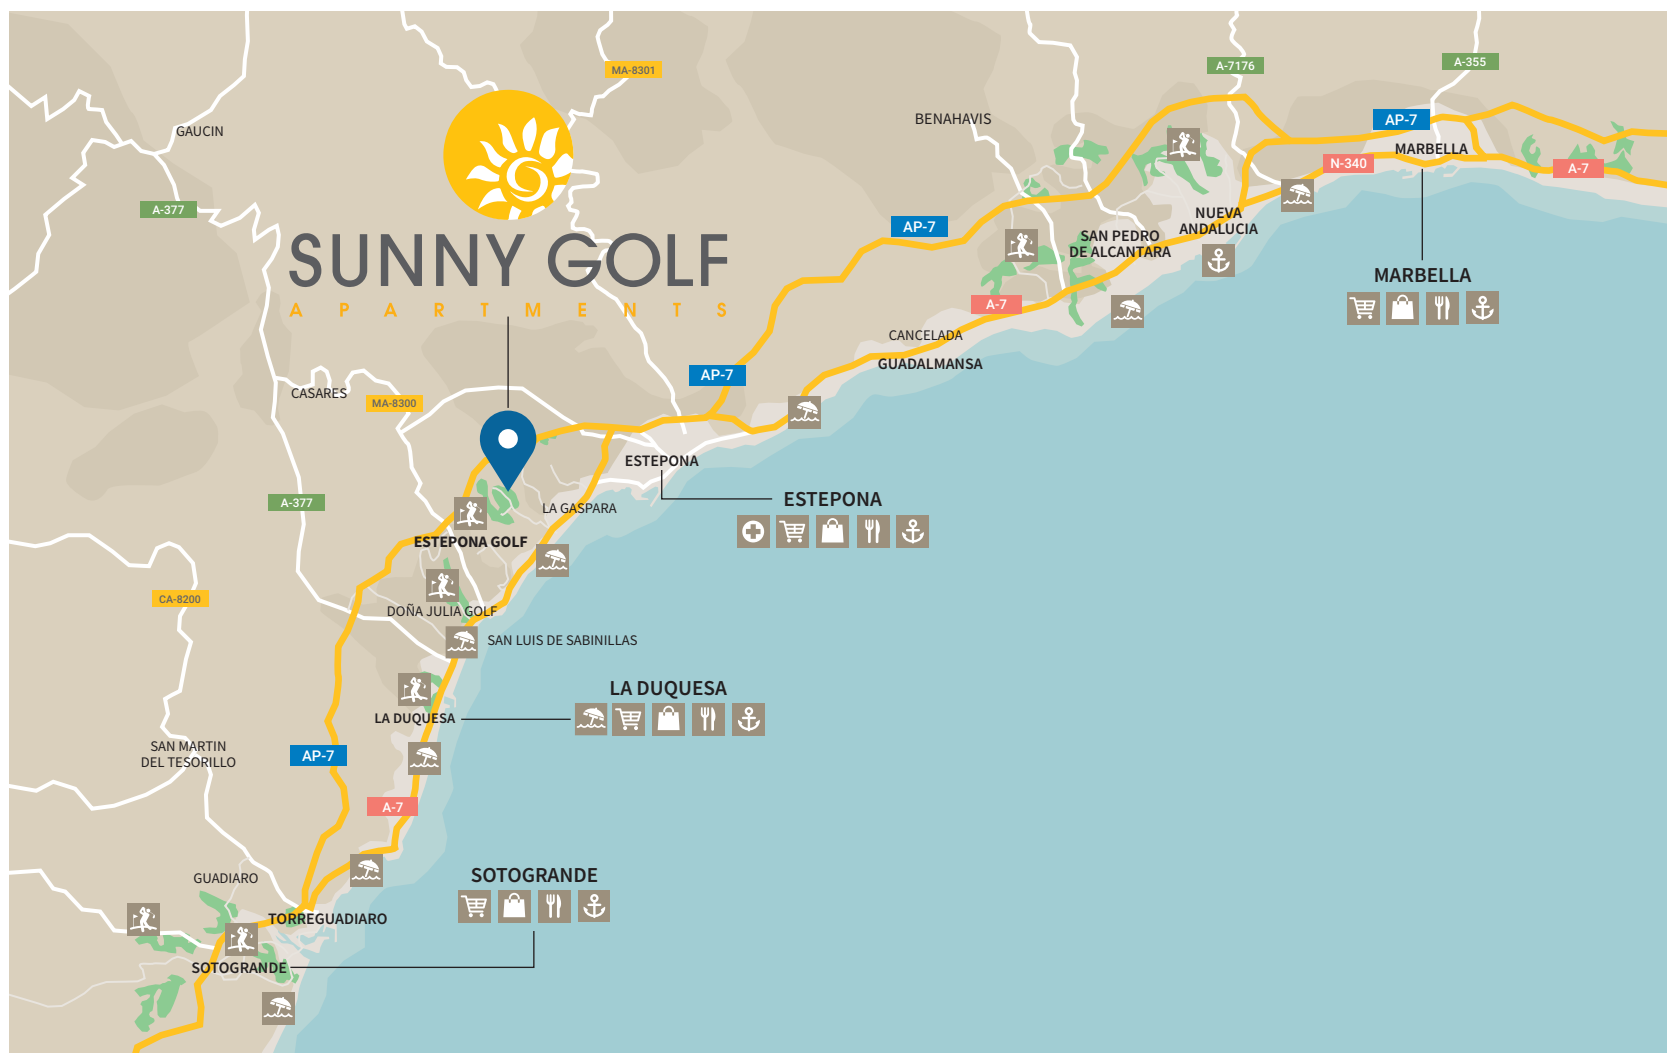 MA-8301
A-7176
A-355
GAUCIN
BENAHAVIS
AP-7
MARBELLA
N-340
A-7
A-377
NUEVA
ANDALUCIA
AP-7
SAN PEDRO
DE ALCANTARA
SUNNY GOLF
APARTMENTS
MARBELLA
A-7
CANCELADA
GUADALMANSA
AP-7
CASARES
MA-8300
ESTEPONA
ESTEPONA
A-377
LA GASPARA
ESTEPONA GOLF
CA-8200
DOÑA JULIA GOLF
SAN LUIS DE SABINILLAS
LA DUQUESA
LA DUQUESA
SAN MARTIN
DEL TESORILLO
AP-7
A-7
GUADIARO
SOTOGRANDE
TORREGUADIARO
SOTOGRANDE